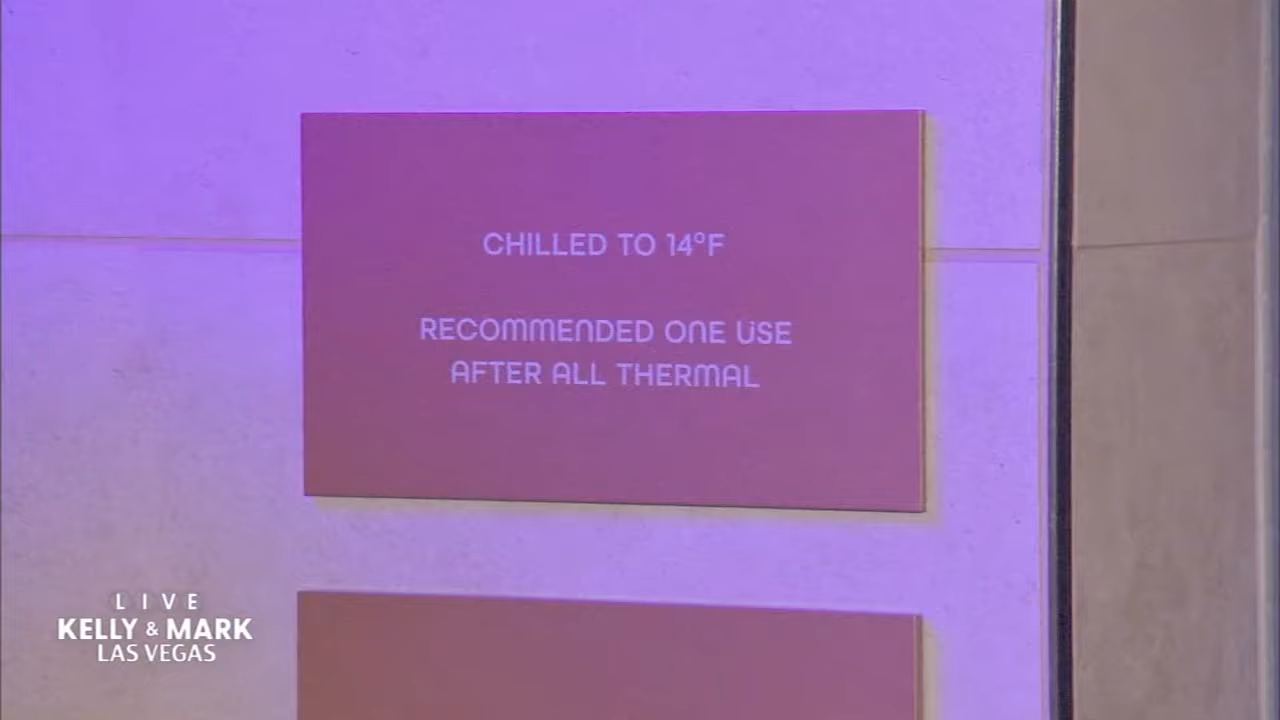 CHILLED TO 14°F
RECOMMENDED ONE USE
AFTER ALL THERMAL
LIVE
KELLY & MARK
LAS VEGAS